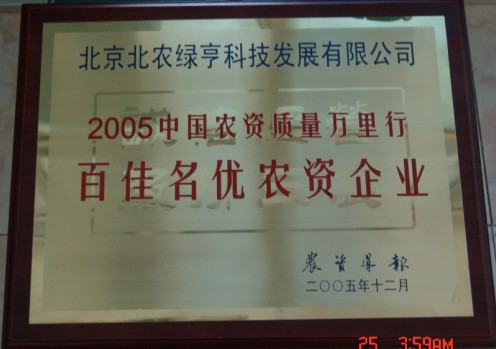 北京北农绿亨科技发展有限公司
2005中国农资质量万里行
百佳名优农资企业
农资导报
二〇〇五年十二月
25 3:59AM